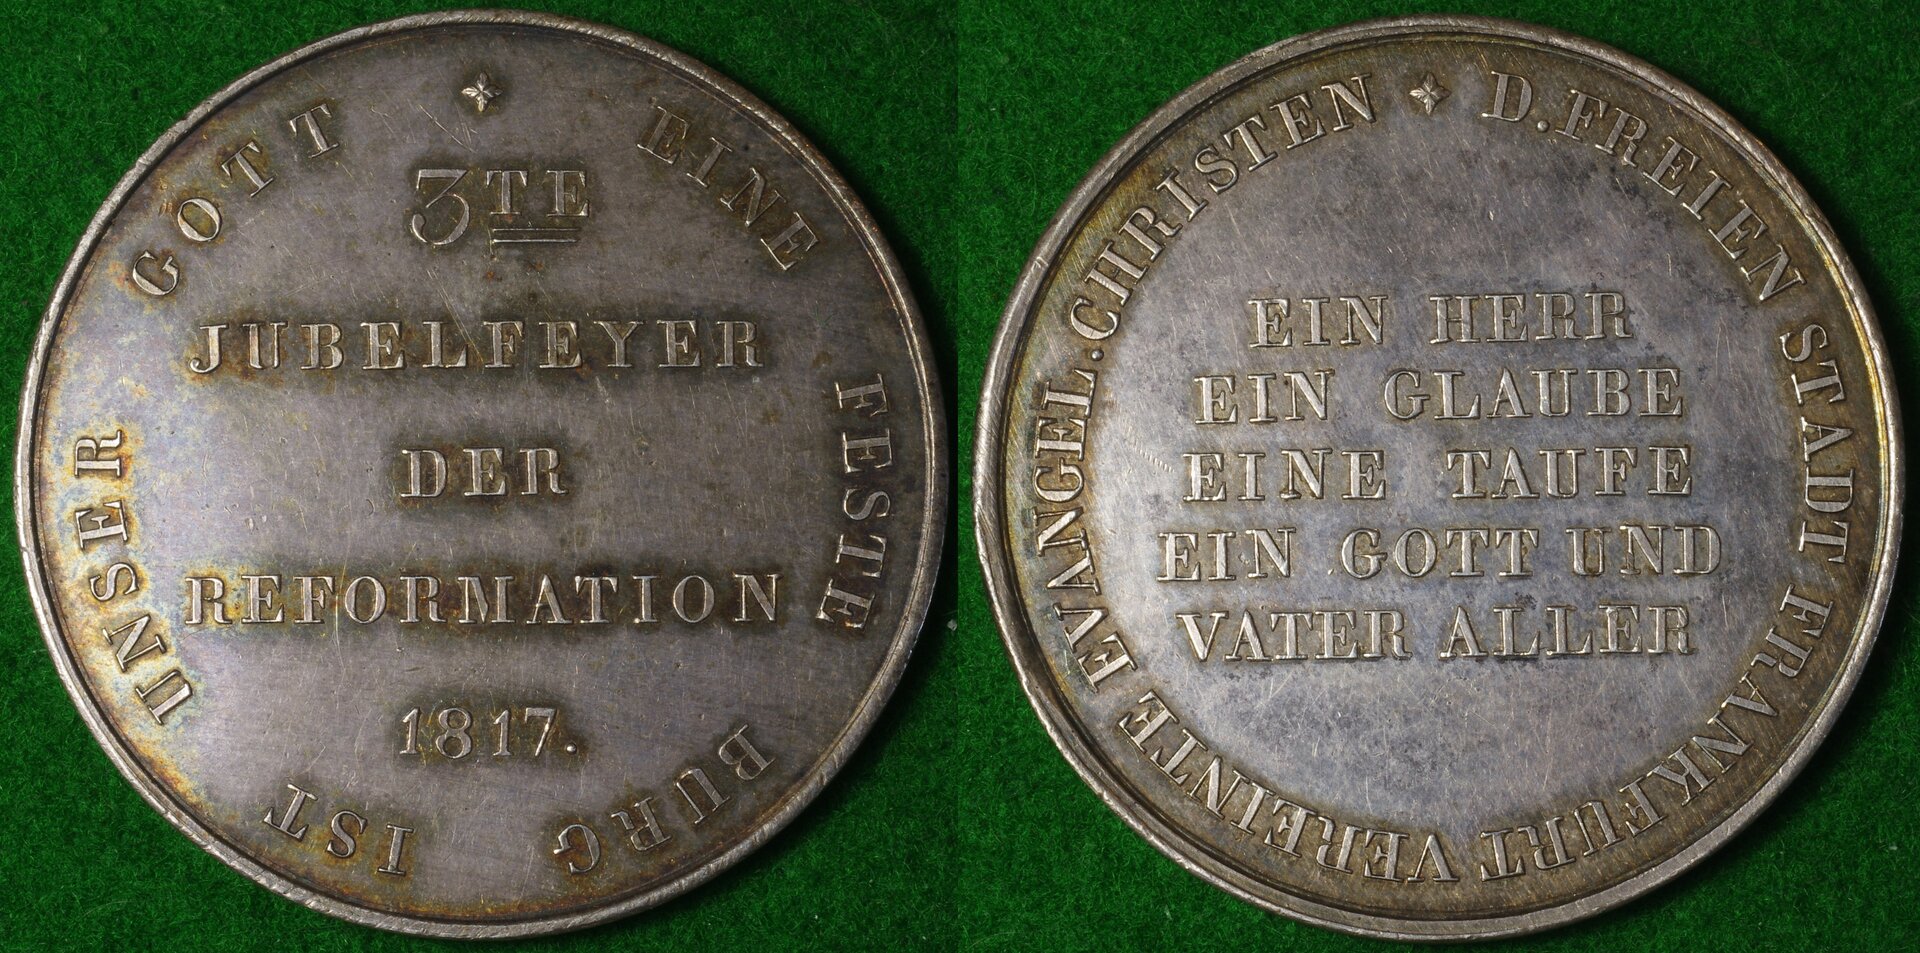 EINE FESTE BURG IST UNSER GOTT
3TE
JUBELFEYER
DER
REFORMATION
1817.
D. FREIEN STADT FRANKFURT VEREINTE EVANGEL. CHRISTEN
EIN HERR
EIN GLAUBE
EINE TAUFE
EIN GOTT UND
VATER ALLER